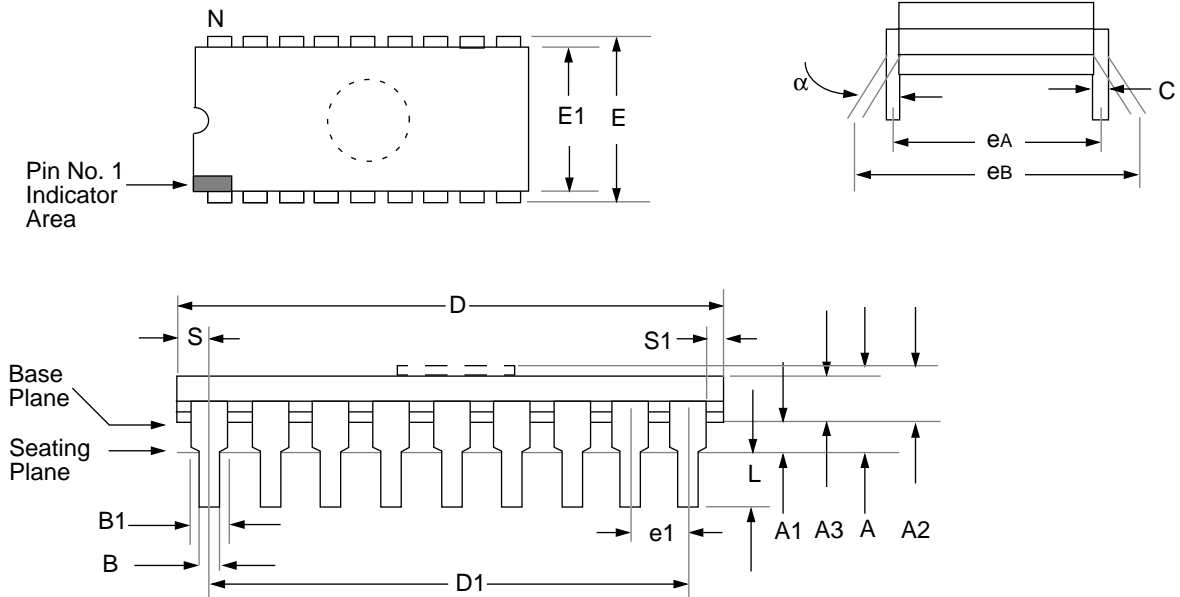 N
E1
E
Pin No. 1
Indicator
Area
α
C
eA
eB
D
S
S1
Base
Plane
Seating
Plane
L
B1
e1
A1
A3
A
A2
B
D1